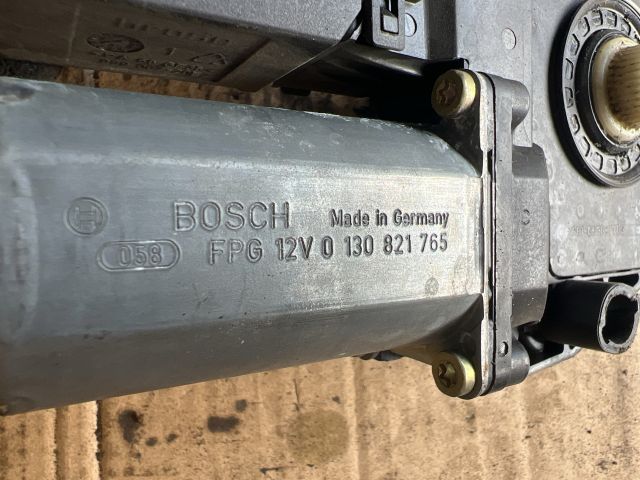 BOSCH Made in Germany
058 FPG 12V 0 130 821 765